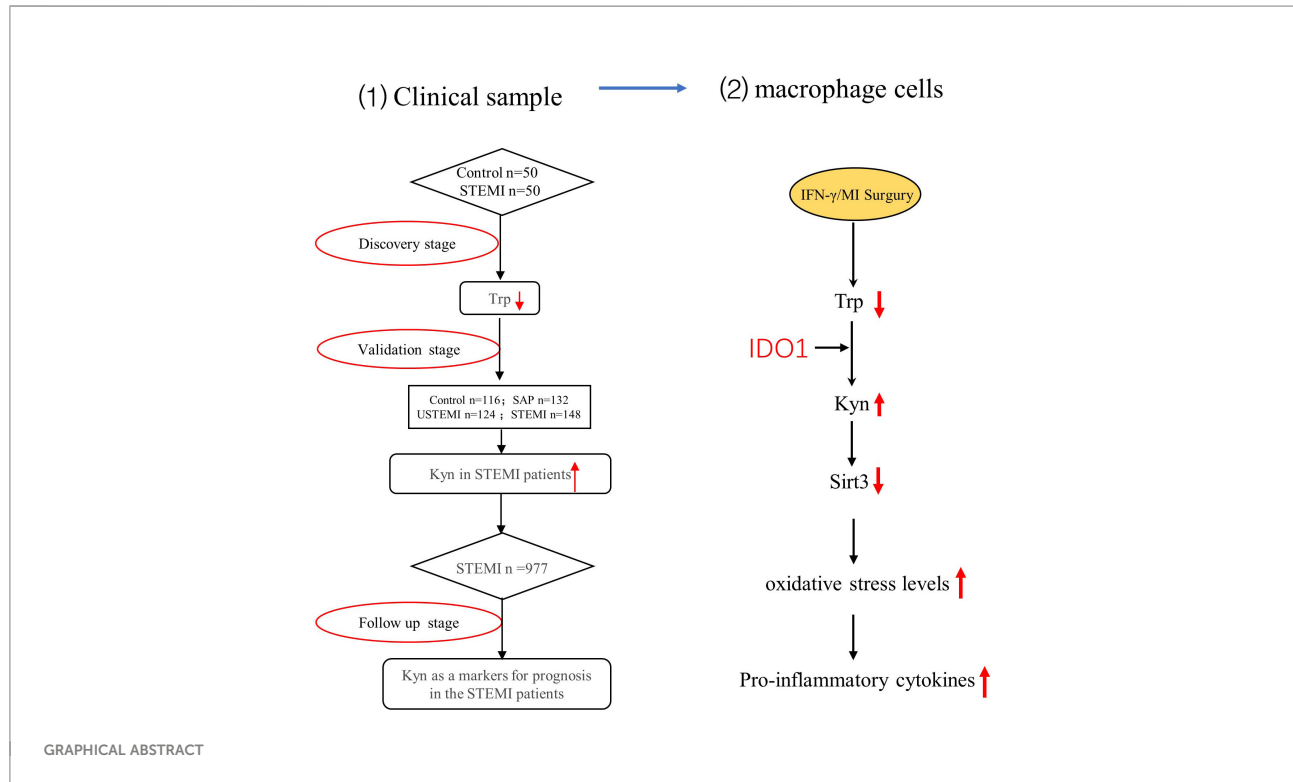 (1) Clinical sample
Control n=50
STEMI n=50
Discovery stage
Trp
Validation stage
Control n=116; SAP n=132
USTEMI n=124 ; STEMI n=148
Kyn in STEMI patients
STEMI n =977
Follow up stage
Kyn as a markers for prognosis
in the STEMI patients
(2) macrophage cells
IFN-γ/MI Surgury
Trp
IDO1
Kyn
Sirt3
oxidative stress levels
Pro-inflammatory cytokines
GRAPHICAL ABSTRACT